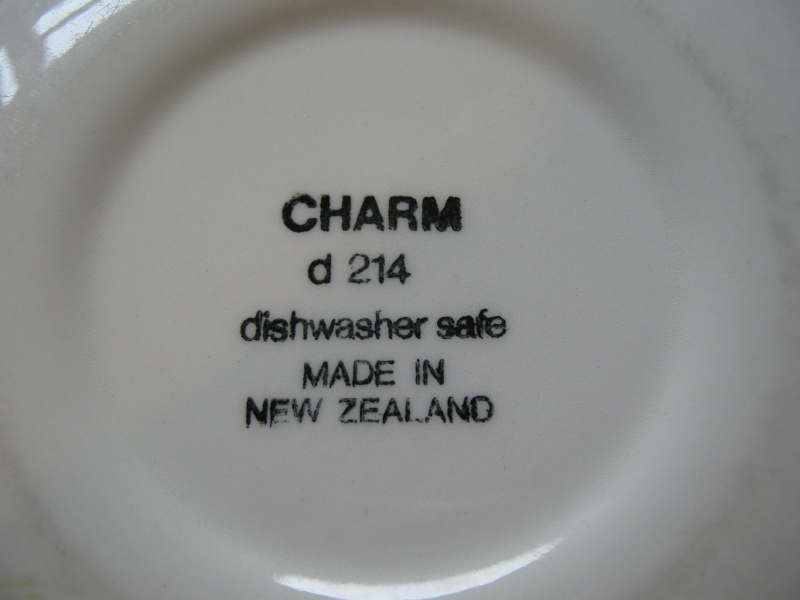 CHARM
d 214
dishwasher safe
MADE IN
NEW ZEALAND